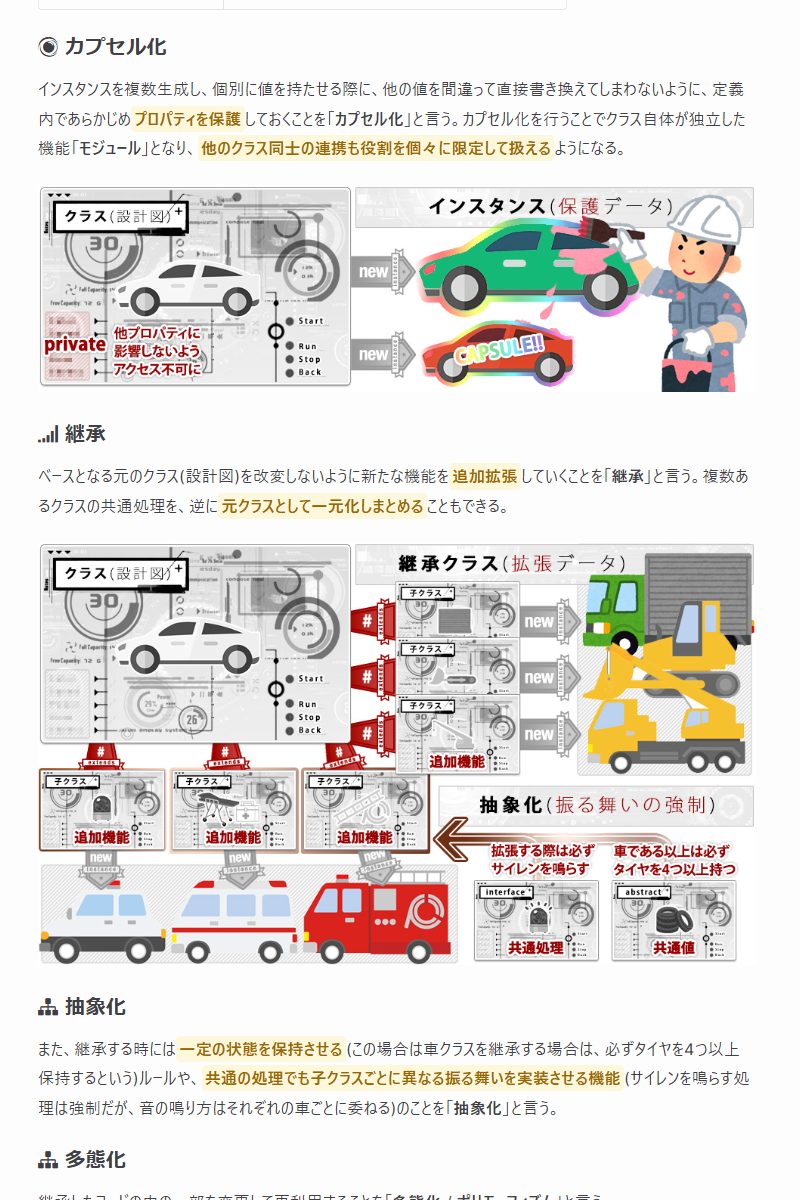 カプセル化
インスタンスを複数生成し、個別に値を持たせる際に、他の値を間違って直接書き換えてしまわないように、定義
内であらかじめプロパティを保護しておくことを「カプセル化」と言う。カプセル化を行うことでクラス自体が独立した
機能「モジュール」となり、他のクラス同士の連携も役割を個々に限定して扱えるようになる。
クラス(設計図)
インスタンス(保護データ)
30
new
instance
Start
Run
Stop
Back
private
他プロパティに
影響しないよう
アクセス不可に
new
instance
CAPSULE!!
継承
ベースとなる元のクラス(設計図)を改変しないように新たな機能を追加拡張していくことを「継承」と言う。複数あ
るクラスの共通処理を、逆に元クラスとして一元化しまとめることもできる。
クラス(設計図)
継承クラス(拡張データ)
30
Start
Run
Stop
Back
26
# extends
子クラス
new
instance
# extends
子クラス
new
instance
# extends
子クラス
追加機能
new
instance
# extends
# extends
# extends
子クラス
追加機能
子クラス
追加機能
子クラス
追加機能
new
instance
new
instance
new
instance
抽象化(振る舞いの強制)
拡張する際は必ず
サイレンを鳴らす
車である以上は必ず
タイヤを4つ以上持つ
interface
共通処理
abstract
共通値
抽象化
また、継承する時には一定の状態を保持させる(この場合は車クラスを継承する場合は、必ずタイヤを4つ以上
保持するという)ルールや、共通の処理でも子クラスごとに異なる振る舞いを実装させる機能(サイレンを鳴らす処
理は強制だが、音の鳴り方はそれぞれの車ごとに委ねる)のことを「抽象化」と言う。
多態化